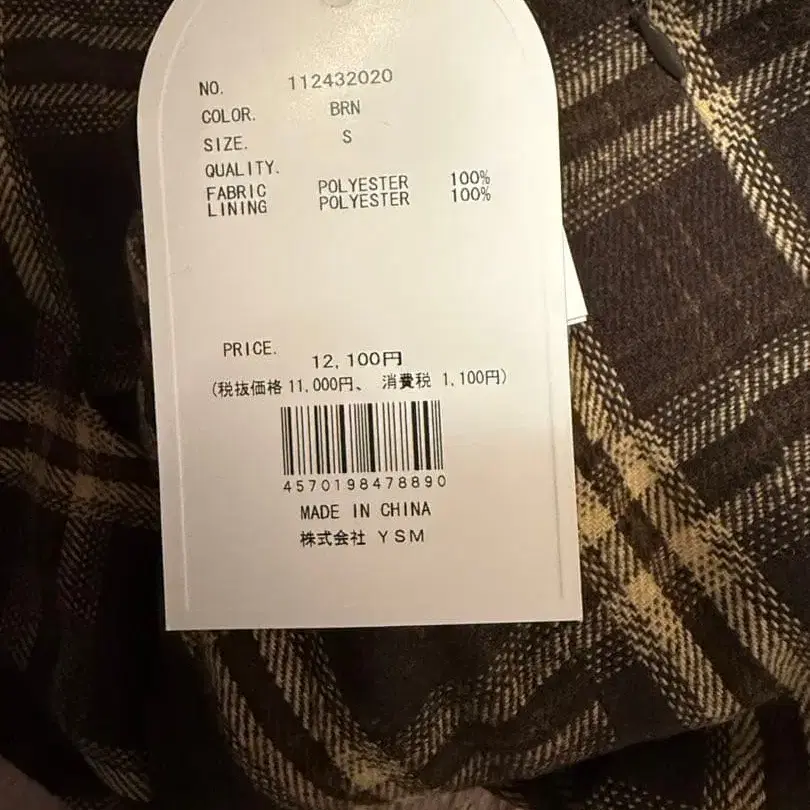 NO. 112432020
COLOR. BRN
SIZE. S
QUALITY.
FABRIC POLYESTER 100%
LINING POLYESTER 100%
PRICE. 12,100円
(税抜価格 11,000円、 消費税 1,100円)
4570198478890
MADE IN CHINA
株式会社 YSM